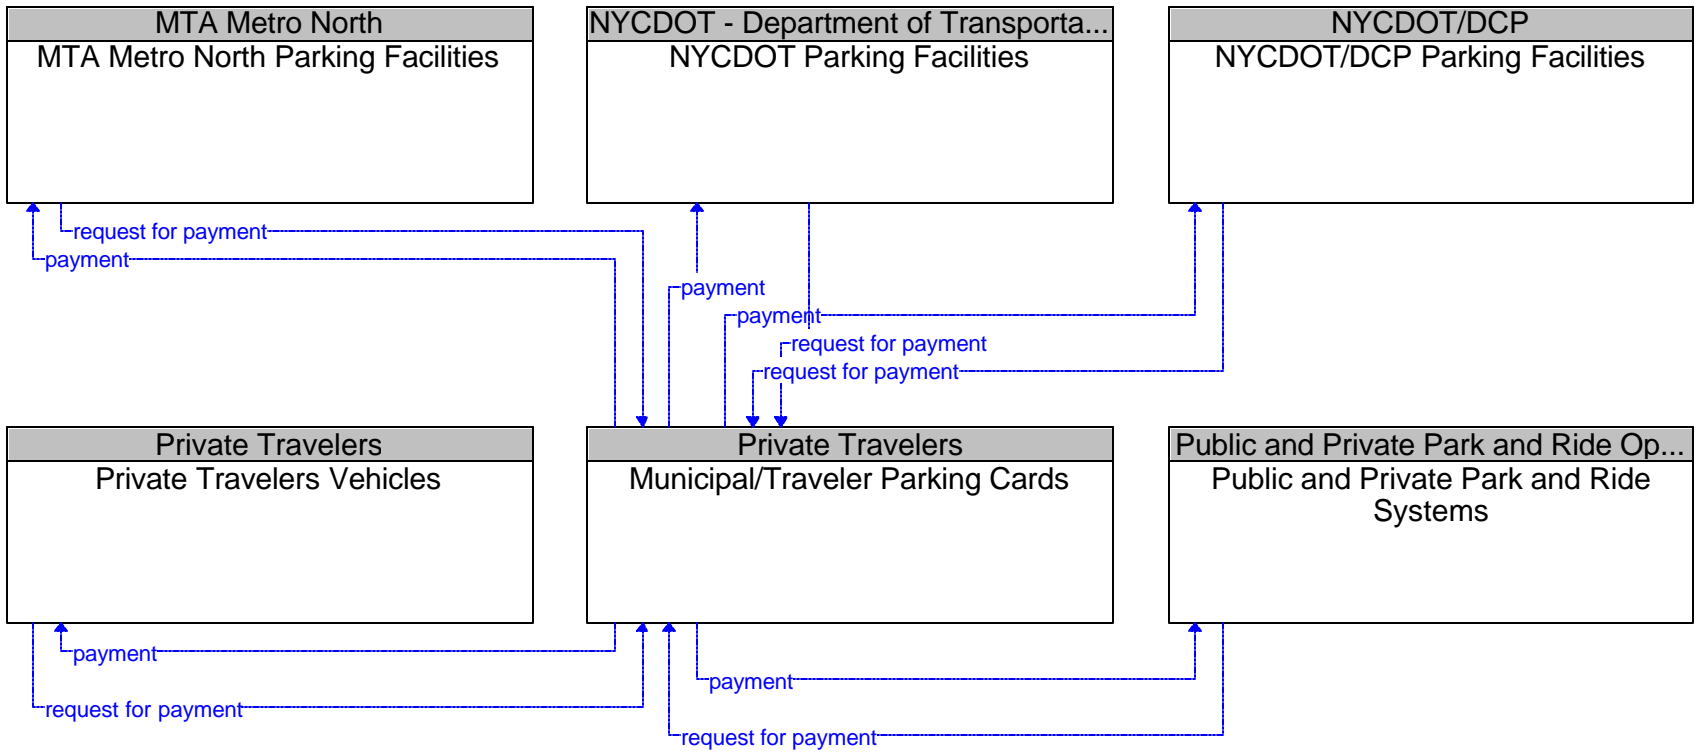 MTA Metro North
MTA Metro North Parking Facilities
NYCDOT - Department of Transporta...
NYCDOT Parking Facilities
NYCDOT/DCP
NYCDOT/DCP Parking Facilities
request for payment
payment
payment
payment
request for payment
request for payment
Private Travelers
Private Travelers Vehicles
Private Travelers
Municipal/Traveler Parking Cards
Public and Private Park and Ride Op...
Public and Private Park and Ride
Systems
payment
payment
request for payment
request for payment